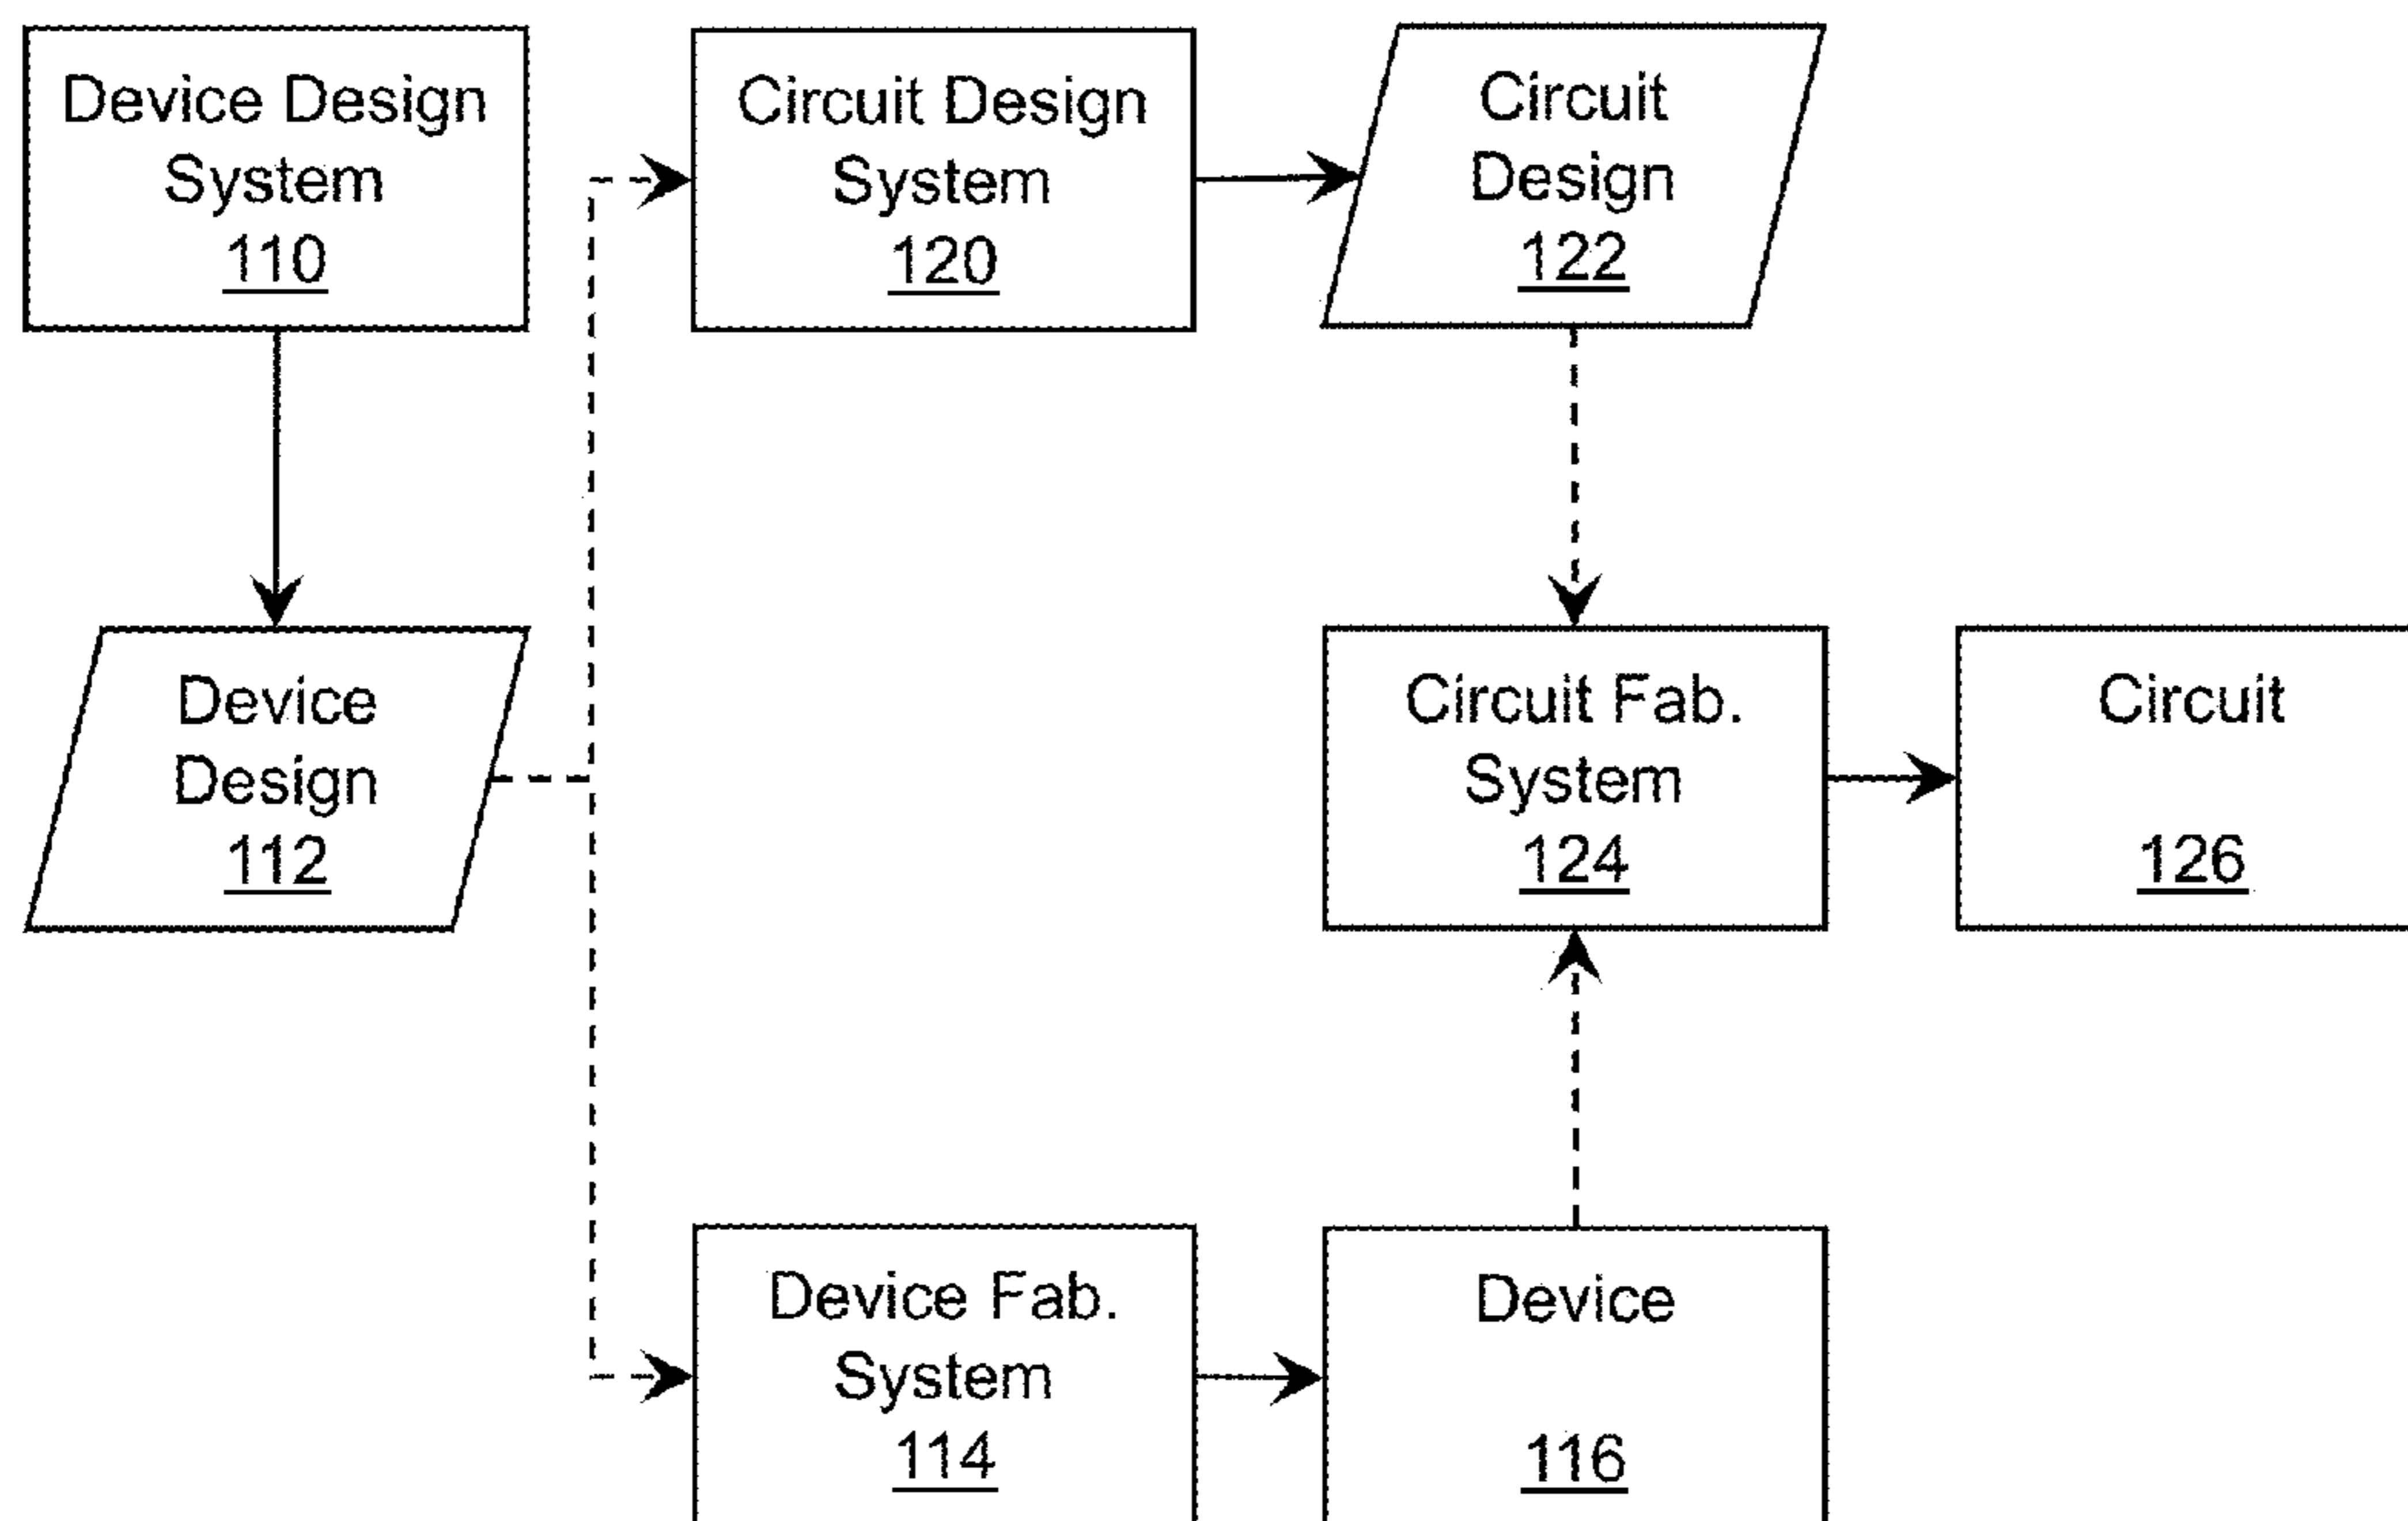 Device Design
System
110
Circuit Design
System
120
Circuit
Design
122
Device
Design
112
Circuit Fab.
System
124
Circuit
126
Device Fab.
System
114
Device
116